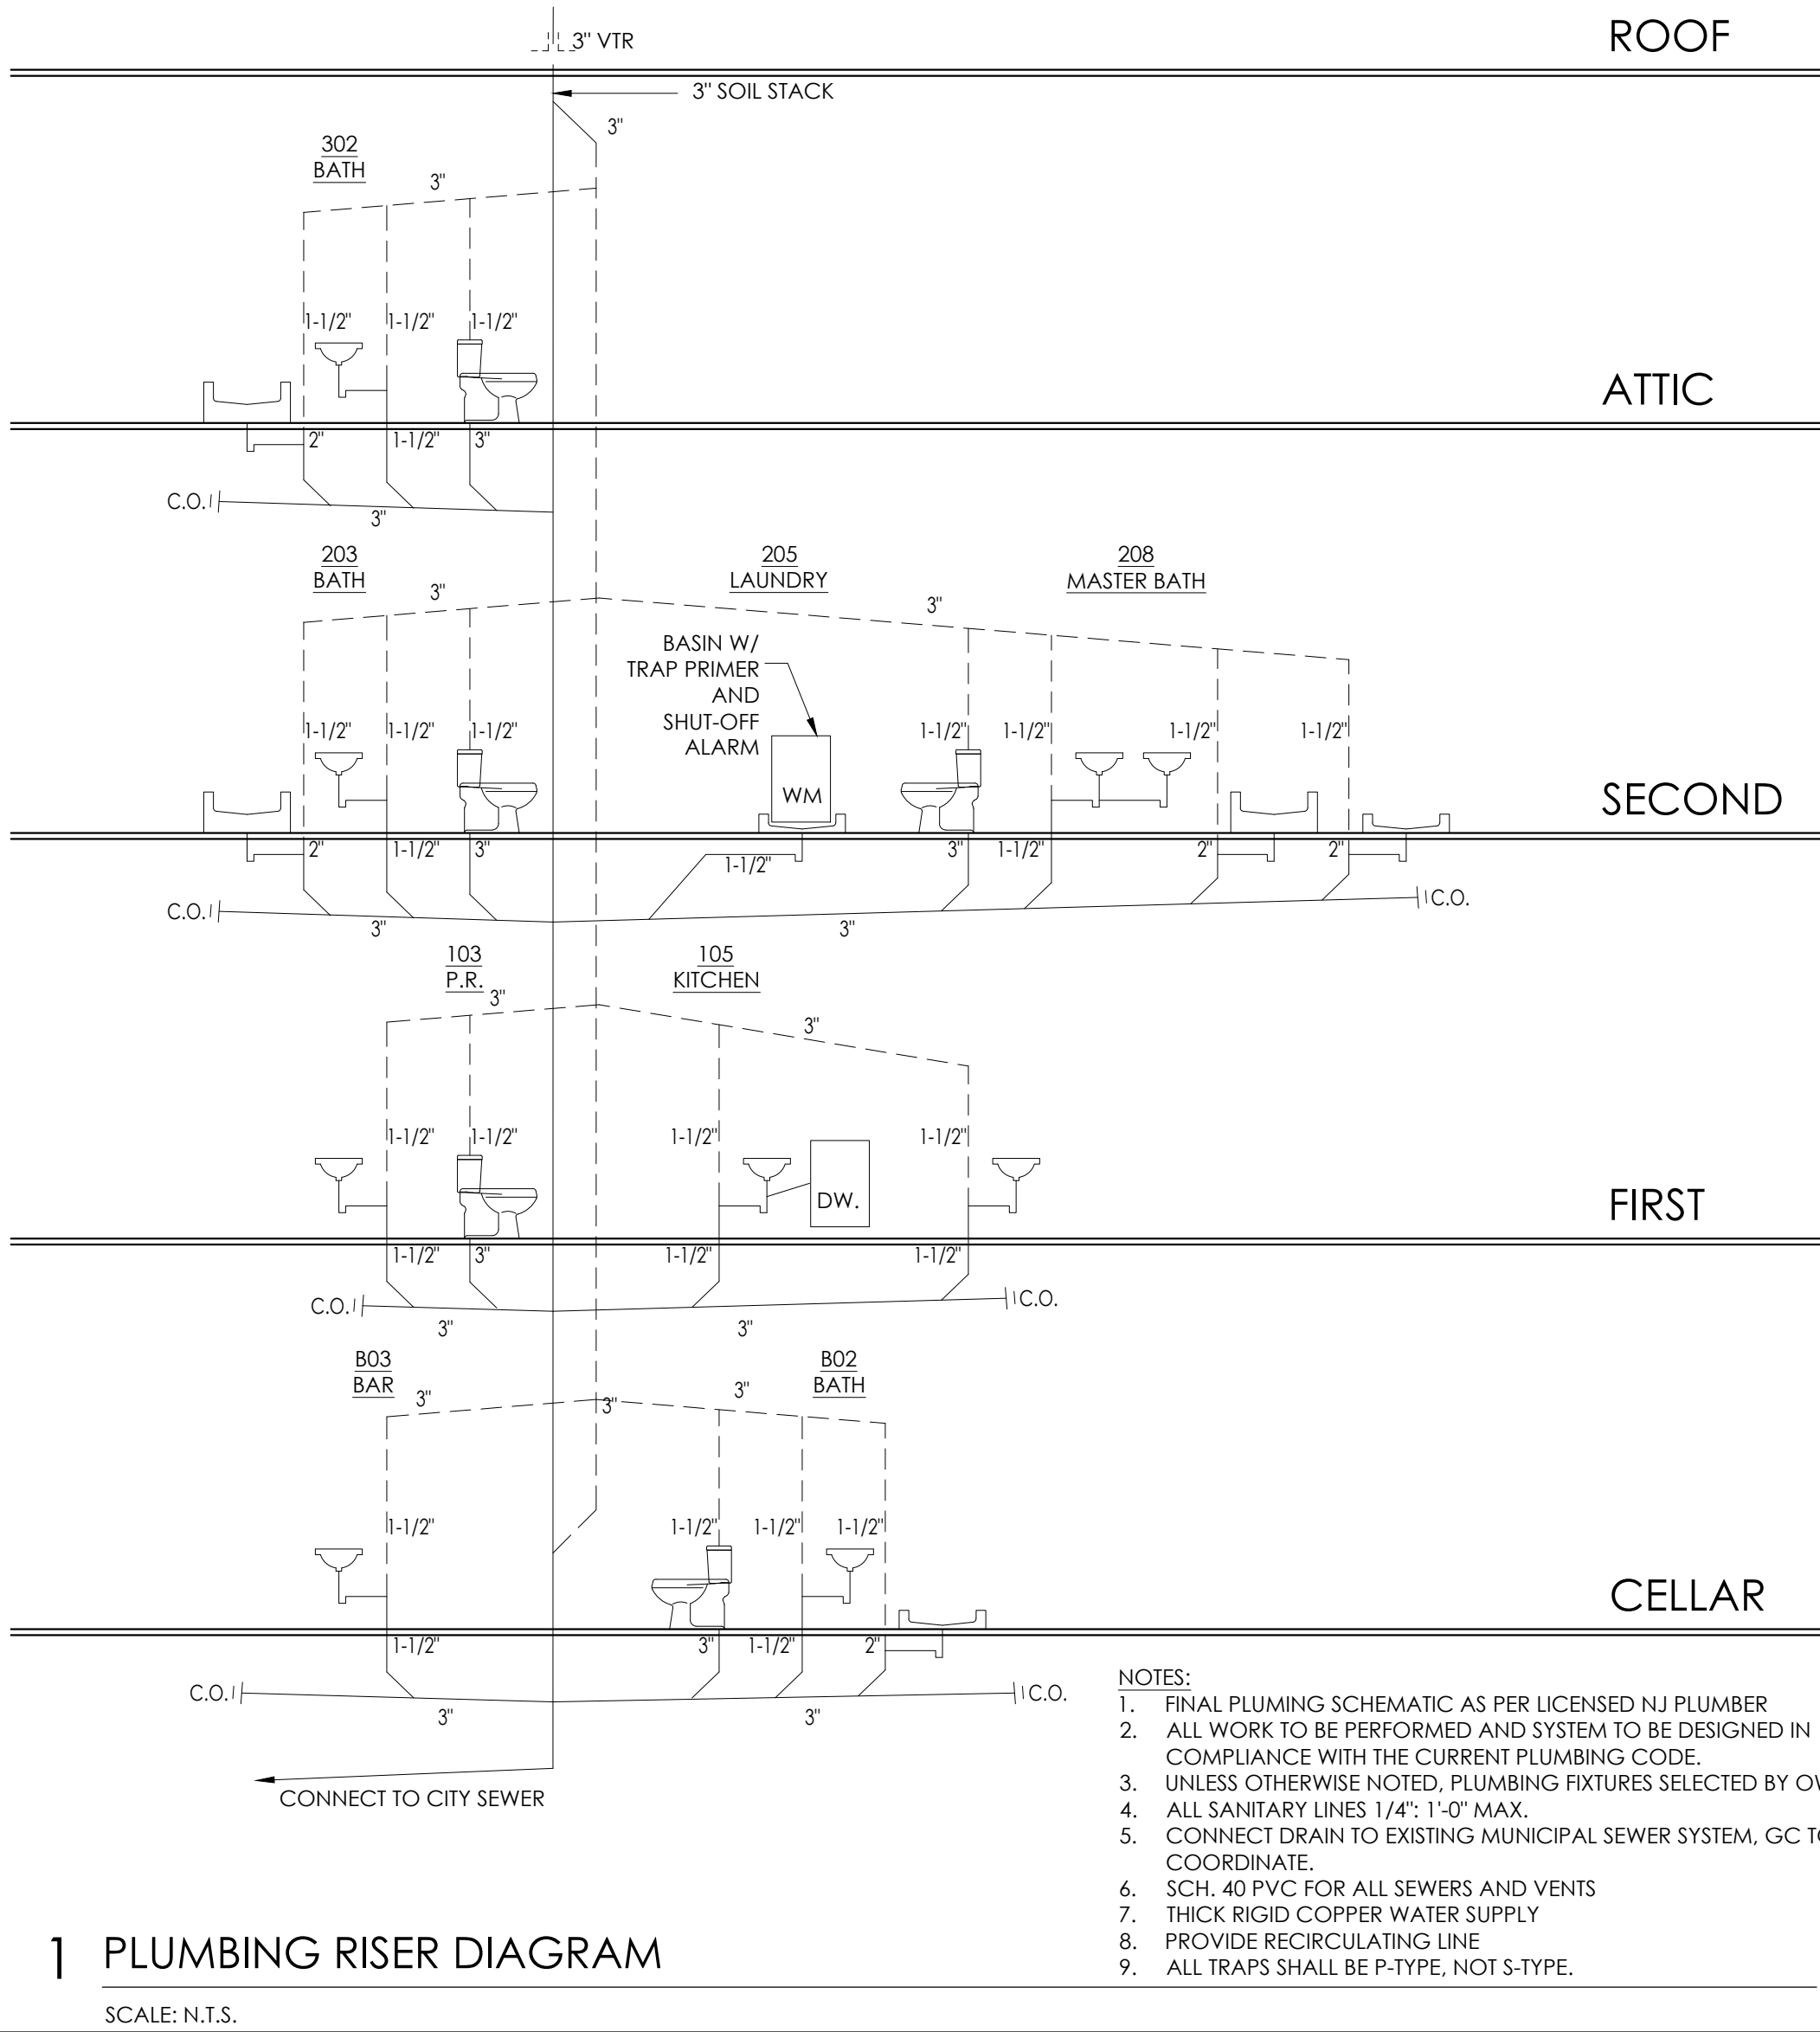 3" VTR
ROOF
3" SOIL STACK
3"
302
BATH
3"
1-1/2" 1-1/2" 1-1/2"
ATTIC
2" 1-1/2" 3"
C.O.
3"
203
BATH
205
LAUNDRY
208
MASTER BATH
3"
3"
BASIN W/
TRAP PRIMER
AND
SHUT-OFF
ALARM
1-1/2" 1-1/2" 1-1/2" 1-1/2" 1-1/2" 1-1/2" 1-1/2"
WM
SECOND
2" 1-1/2" 3" 1-1/2" 3" 1-1/2" 2" 2"
C.O. C.O.
3" 3"
103
P.R.
105
KITCHEN
3"
3"
1-1/2" 1-1/2" 1-1/2" 1-1/2"
DW.
FIRST
1-1/2" 3" 1-1/2" 1-1/2"
C.O. C.O.
3" 3"
B03
BAR
B02
BATH
3" 3" 3"
1-1/2" 1-1/2" 1-1/2" 1-1/2"
CELLAR
1-1/2" 3" 1-1/2" 2"
C.O. C.O.
3" 3"
CONNECT TO CITY SEWER
NOTES:
1. FINAL PLUMING SCHEMATIC AS PER LICENSED NJ PLUMBER
2. ALL WORK TO BE PERFORMED AND SYSTEM TO BE DESIGNED IN
COMPLIANCE WITH THE CURRENT PLUMBING CODE.
3. UNLESS OTHERWISE NOTED, PLUMBING FIXTURES SELECTED BY
4. ALL SANITARY LINES 1/4": 1'-0" MAX.
5. CONNECT DRAIN TO EXISTING MUNICIPAL SEWER SYSTEM, GC
COORDINATE.
6. SCH. 40 PVC FOR ALL SEWERS AND VENTS
7. THICK RIGID COPPER WATER SUPPLY
8. PROVIDE RECIRCULATING LINE
9. ALL TRAPS SHALL BE P-TYPE, NOT S-TYPE.
1 PLUMBING RISER DIAGRAM
SCALE: N.T.S.